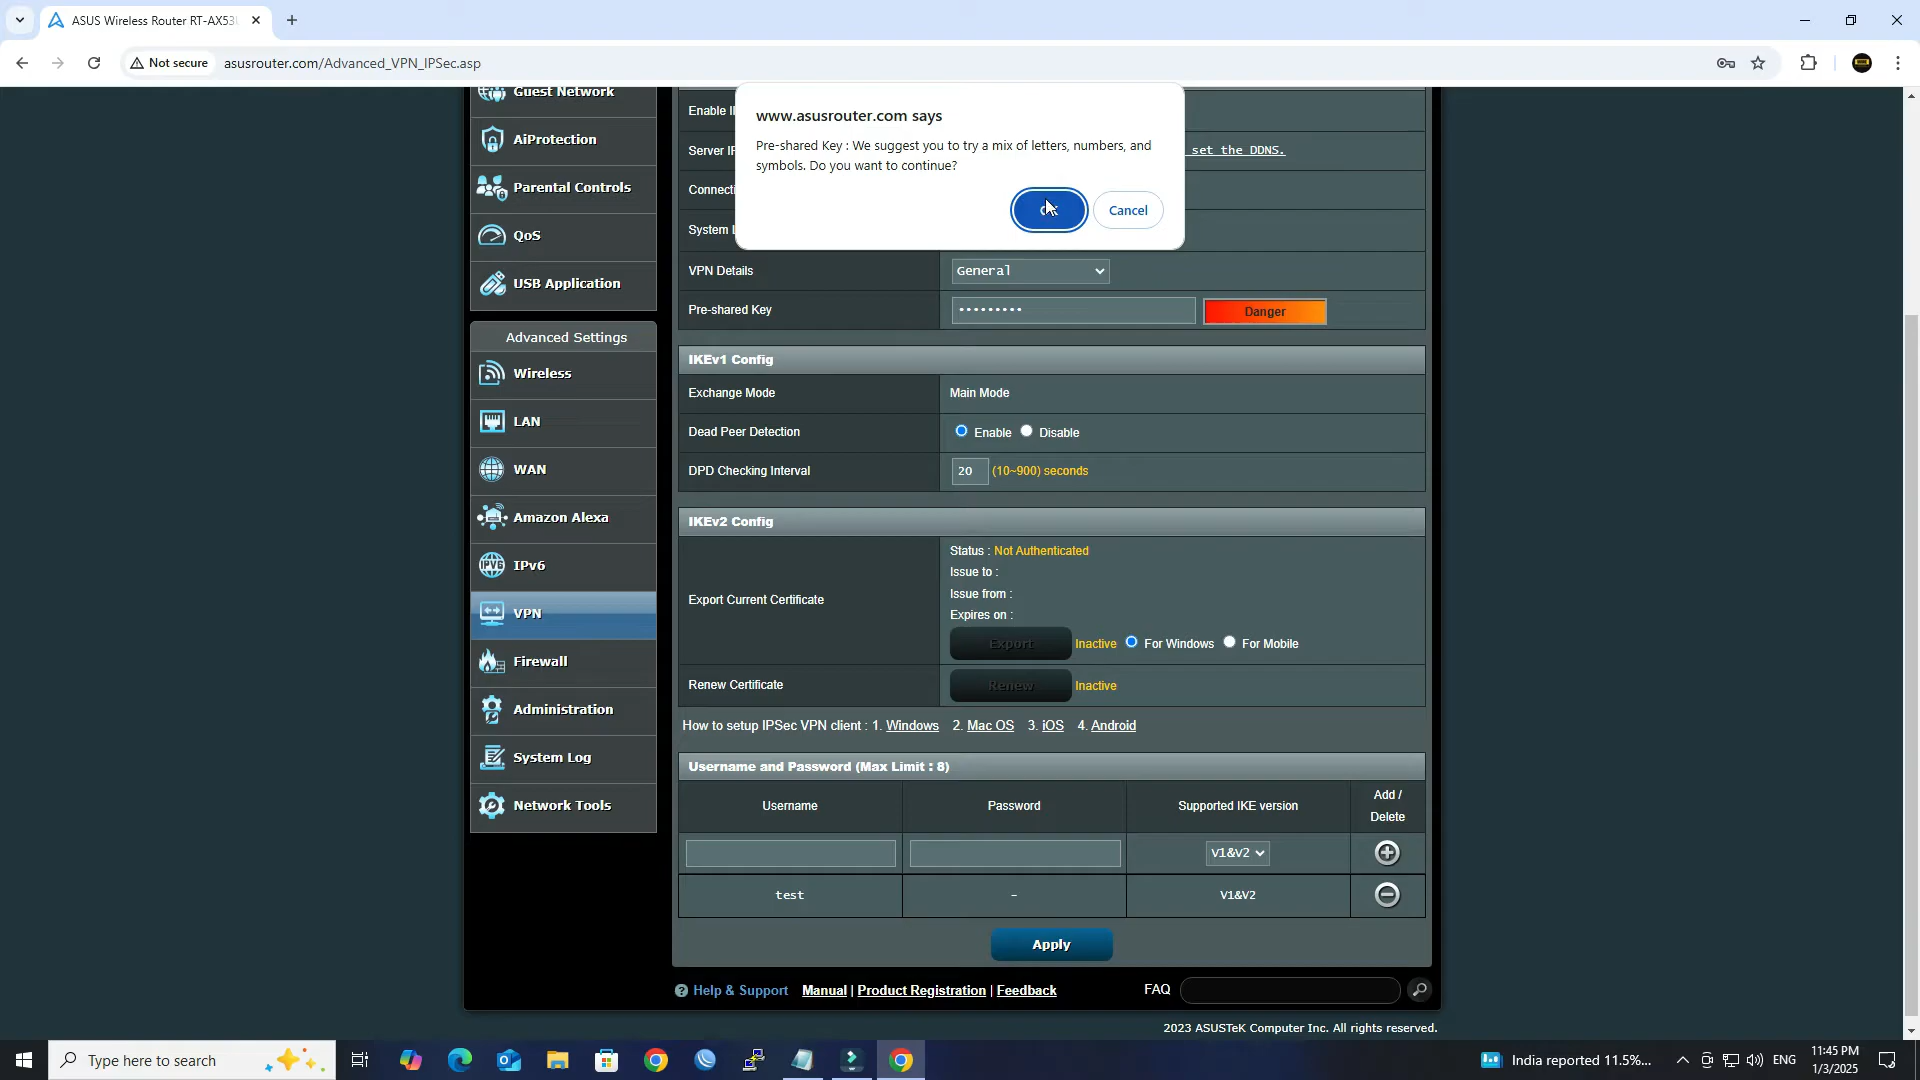 ASUS Wireless Router RT-AX53
Not secure
asusrouter.com/Advanced_VPN_IPSec.asp
www.asusrouter.com says
Pre-shared Key : We suggest you to try a mix of letters, numbers, and
symbols. Do you want to continue?
Cancel
Guest Network
AiProtection
Parental Controls
QoS
USB Application
Advanced Settings
Wireless
LAN
WAN
Amazon Alexa
IPv6
VPN
Firewall
Administration
System Log
Network Tools
Enable
Server
set the DDNS.
System
VPN Details
General
Pre-shared Key
Danger
IKEv1 Config
Exchange Mode
Main Mode
Dead Peer Detection
Enable Disable
DPD Checking Interval
20 (10~900) seconds
IKEv2 Config
Export Current Certificate
Status : Not Authenticated
Issue to :
Issue from :
Expires on :
Export Inactive For Windows For Mobile
Renew Certificate
Renew Inactive
How to setup IPSec VPN client : 1. Windows 2. Mac OS 3. iOS 4. Android
Username and Password (Max Limit : 8)
Username
Password
Supported IKE version
Add /
Delete
V1&V2
test
-
V1&V2
Apply
Help & Support Manual | Product Registration | Feedback
FAQ
2023 ASUSTeK Computer Inc. All rights reserved.
Type here to search
India reported 11.5%...
ENG
11:45 PM
1/3/2025